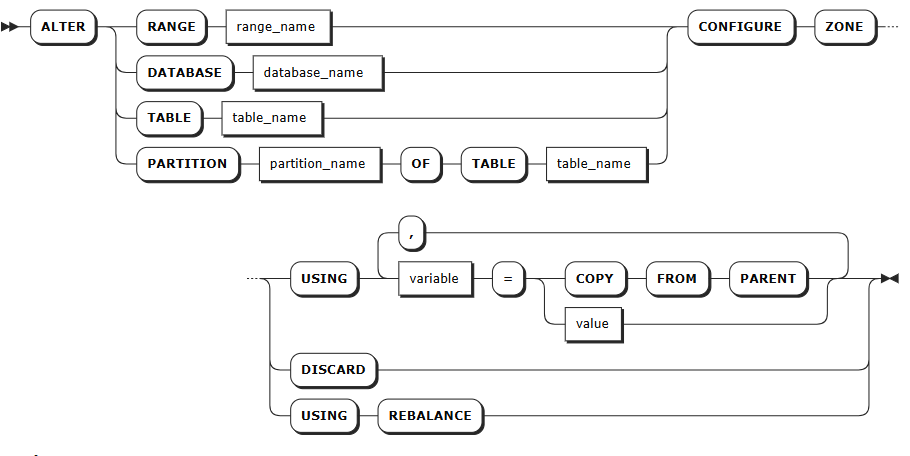 ALTER RANGE range_name CONFIGURE ZONE
DATABASE database_name
TABLE table_name
PARTITION partition_name OF TABLE table_name
,
USING variable = COPY FROM PARENT
value
DISCARD
USING REBALANCE